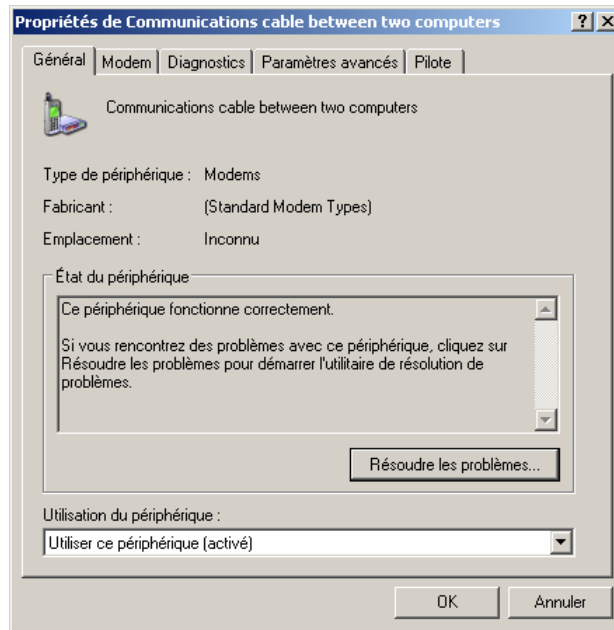 Propriétés de Communications cable between two computers
Général Modem Diagnostics Paramètres avancés Pilote
Communications cable between two computers
Type de périphérique : Modems
Fabricant : (Standard Modem Types)
Emplacement : Inconnu
État du périphérique
Ce périphérique fonctionne correctement.
Si vous rencontrez des problèmes avec ce périphérique, cliquez sur
Résoudre les problèmes pour démarrer l'utilitaire de résolution de
problèmes.
Résoudre les problèmes...
Utilisation du périphérique :
Utiliser ce périphérique (activé)
OK Annuler